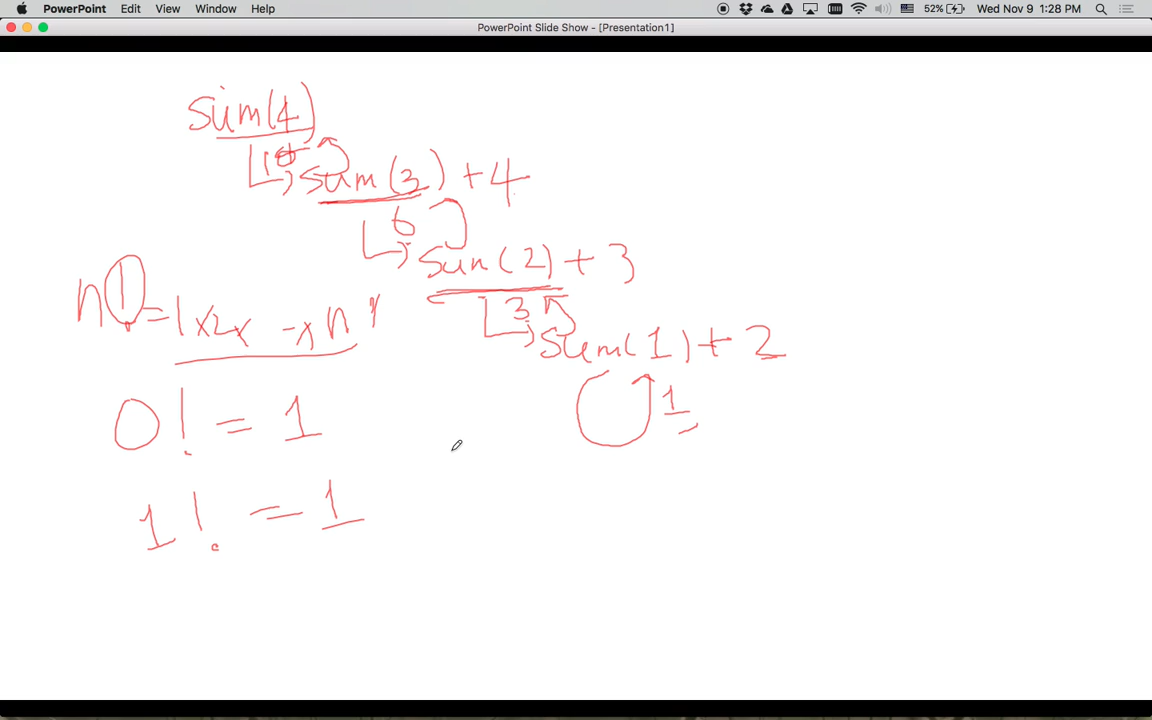 PowerPoint Edit View Window Help 52% Wed Nov 9 1:28 PM
PowerPoint Slide Show - [Presentation1]
sum(4)
10
sum(3) + 4
6
sum(2) + 3
3
sum(1) + 2
1
n! = 1x2x -xn
0! = 1
1! = 1